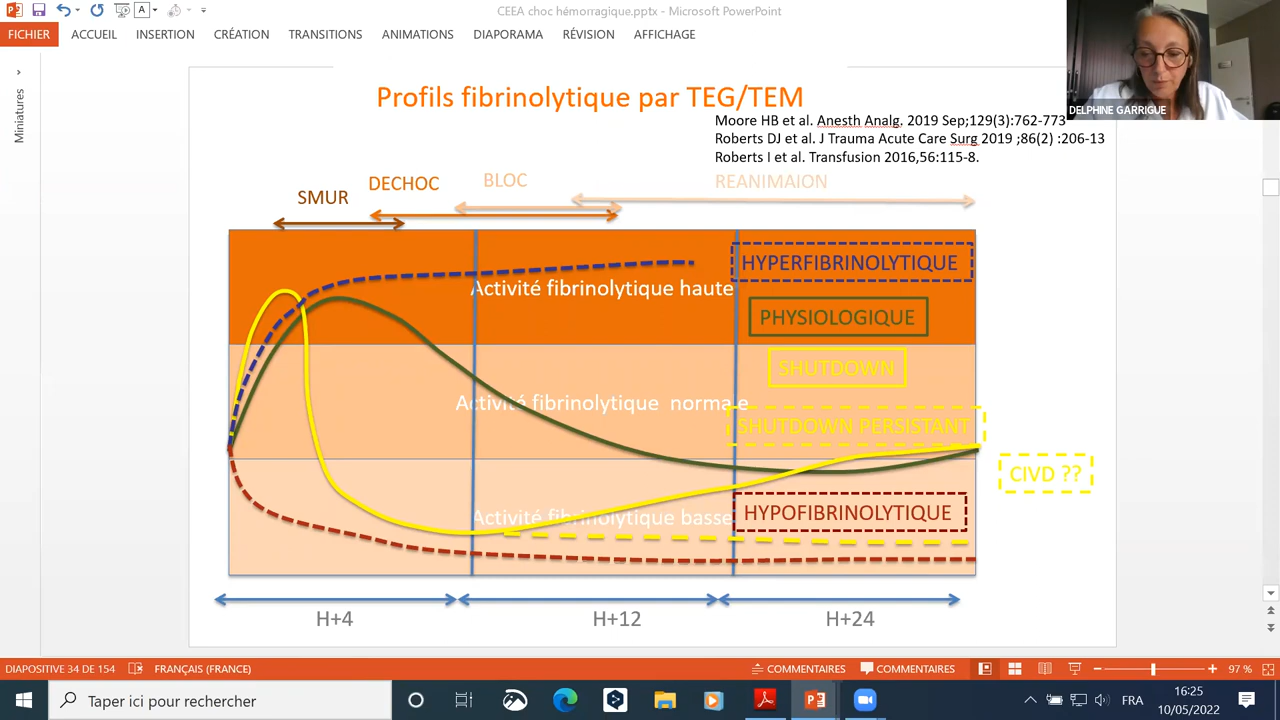 CEEA choc hémorragique.pptx - Microsoft PowerPoint
FICHIER ACCUEIL INSERTION CRÉATION TRANSITIONS ANIMATIONS DIAPORAMA RÉVISION AFFICHAGE
DELPHINE GARRIGUE
Miniatures
Profils fibrinolytique par TEG/TEM
Moore HB et al. Anesth Analg. 2019 Sep;129(3):762-773
Roberts DJ et al. J Trauma Acute Care Surg 2019 ;86(2) :206-13
Roberts I et al. Transfusion 2016,56:115-8.
SMUR
DECHOC
BLOC
REANIMAION
HYPERFIBRINOLYTIQUE
Activité fibrinolytique haute
PHYSIOLOGIQUE
SHUTDOWN
Activité fibrinolytique normale
SHUTDOWN PERSISTANT
CIVD ??
HYPOFIBRINOLYTIQUE
Activité fibrinolytique basse
H+4
H+12
H+24
DIAPOSITIVE 34 DE 154 FRANÇAIS (FRANCE) COMMENTAIRES COMMENTAIRES 97 %
Taper ici pour rechercher
FRA
16:25
10/05/2022